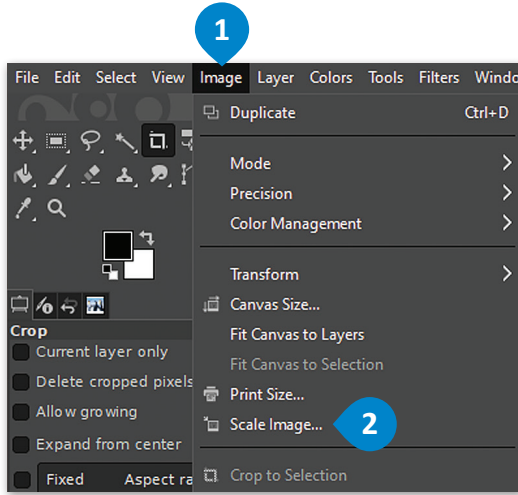 1
File Edit Select View Image Layer Colors Tools Filters Windo
Duplicate Ctrl+D
Mode
Precision
Color Management
Transform
Canvas Size...
Fit Canvas to Layers
Fit Canvas to Selection
Print Size...
Scale Image... 2
Crop to Selection
Crop
Current layer only
Delete cropped pixels
Allow growing
Expand from center
Fixed Aspect ra